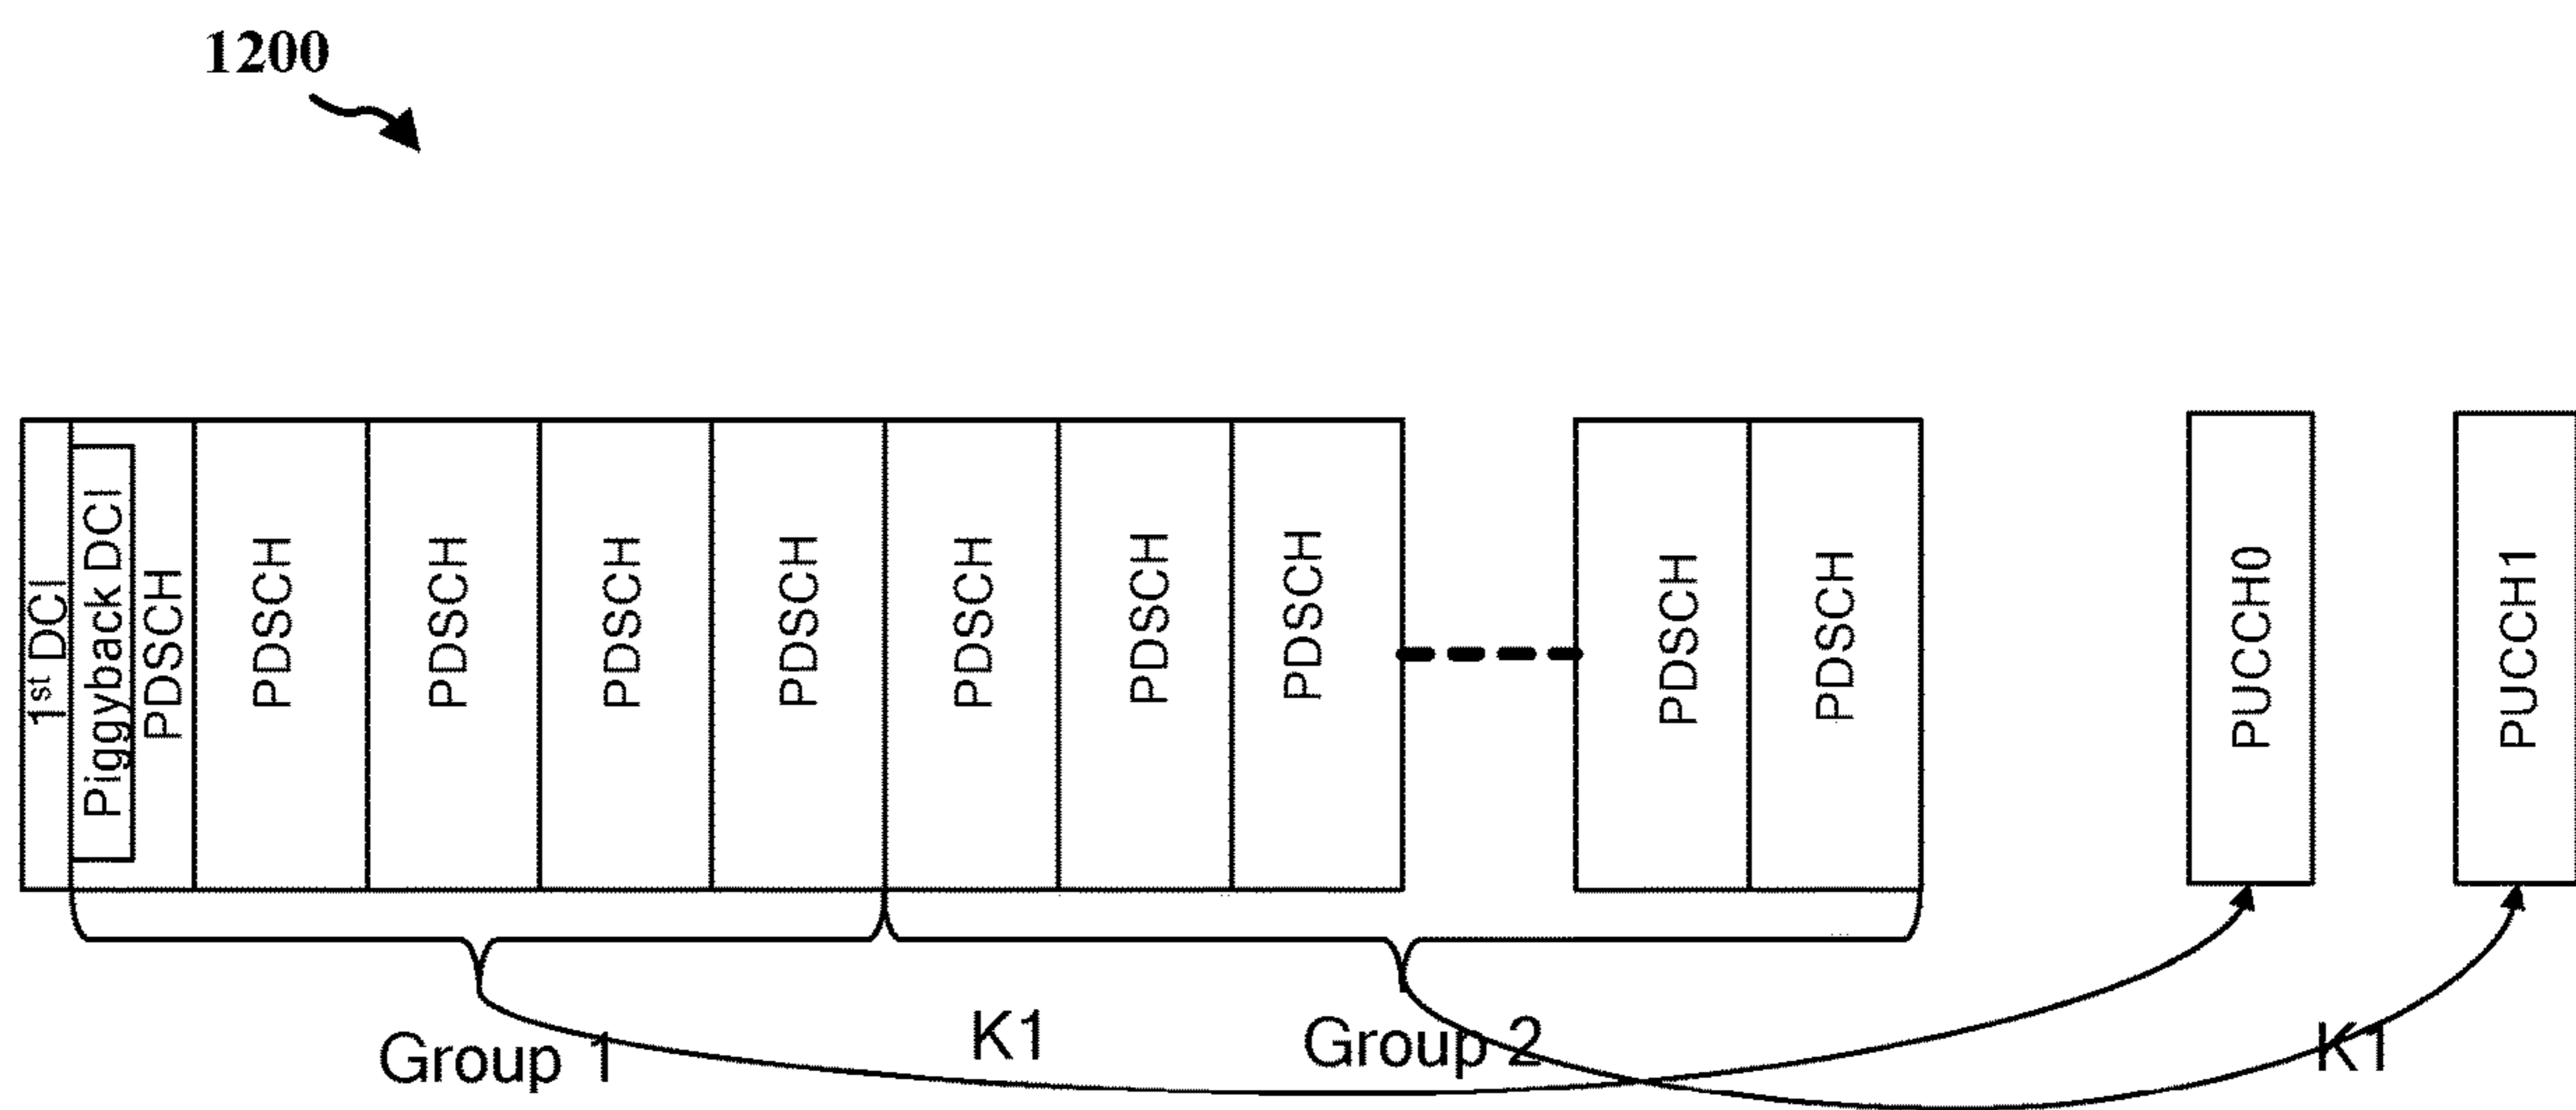 1200
1st DCI
Piggyback DCI
PDSCH
PDSCH
PDSCH
PDSCH
PDSCH
PDSCH
PDSCH
PDSCH
PDSCH
PDSCH
PUCCH0
PUCCH1
Group 1
K1
Group 2
K1